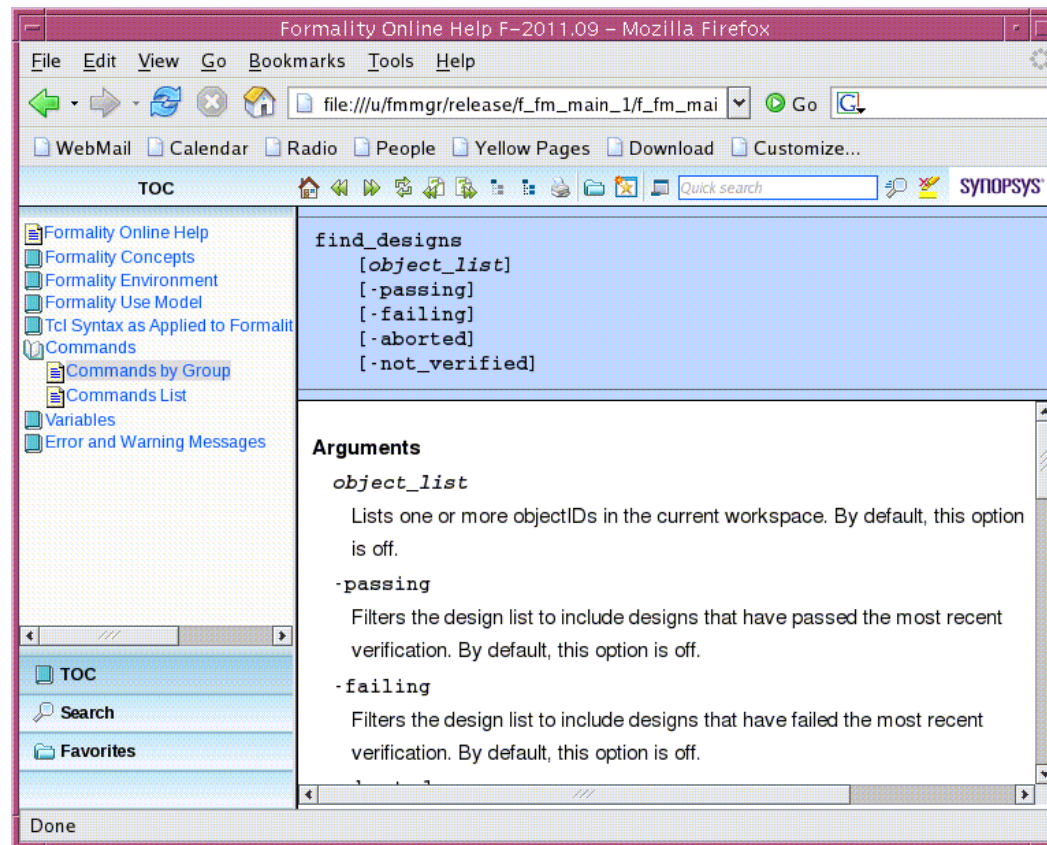 Formality Online Help F-2011.09 - Mozilla Firefox
File Edit View Go Bookmarks Tools Help
file:///u/fmmgr/release/f_fm_main_1/f_fm_mai Go G
WebMail Calendar Radio People Yellow Pages Download Customize...
TOC
Quick search
SYNOPSYS
Formality Online Help
Formality Concepts
Formality Environment
Formality Use Model
Tcl Syntax as Applied to Formalit
Commands
Commands by Group
Commands List
Variables
Error and Warning Messages
TOC
Search
Favorites
find_designs
[object_list]
[-passing]
[-failing]
[-aborted]
[-not_verified]
Arguments
object_list
Lists one or more objectIDs in the current workspace. By default, this option
is off.
-passing
Filters the design list to include designs that have passed the most recent
verification. By default, this option is off.
-failing
Filters the design list to include designs that have failed the most recent
verification. By default, this option is off.
Done